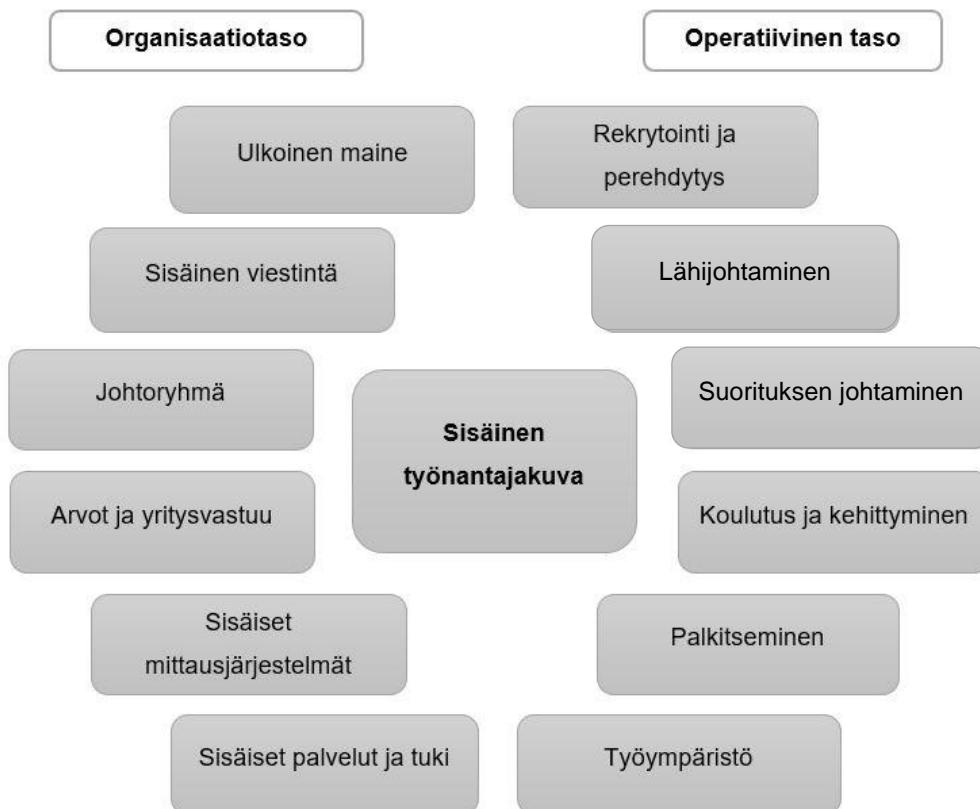 Organisaatiotaso
Operatiivinen taso
Ulkoinen maine
Rekrytointi ja
perehdytys
Sisäinen viestintä
Lähijohtaminen
Johtoryhmä
Suorituksen johtaminen
Sisäinen
työnantajakuva
Arvot ja yritysvastuu
Koulutus ja kehittyminen
Sisäiset
mittausjärjestelmät
Palkitseminen
Sisäiset palvelut ja tuki
Työympäristö